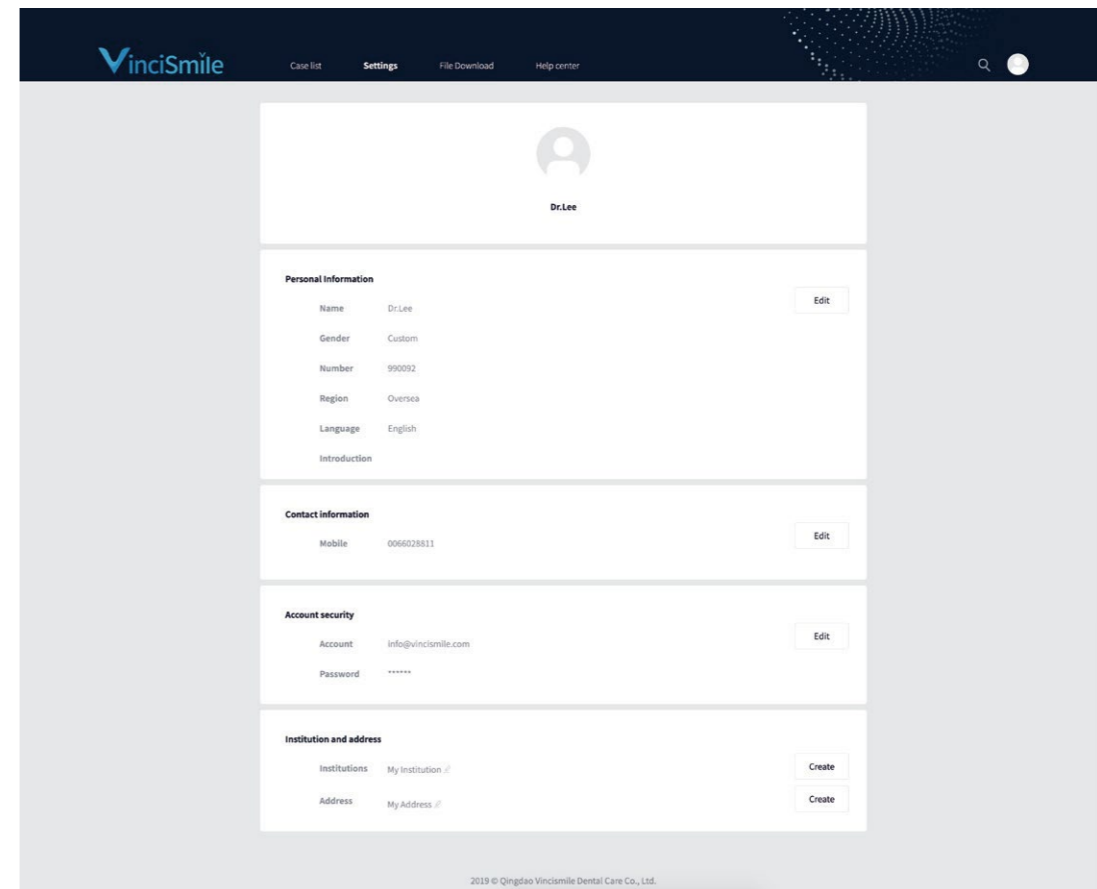 VinciSmile
Case list Settings File Download Help center
Dr.Lee
Personal Information
Edit
Name Dr.Lee
Gender Custom
Number 990092
Region Oversea
Language English
Introduction
Contact information
Edit
Mobile 0066028811
Account security
Edit
Account info@vincismile.com
Password ******
Institution and address
Institutions My Institution Create
Address My Address Create
2019 © Qingdao Vincismile Dental Care Co., Ltd.